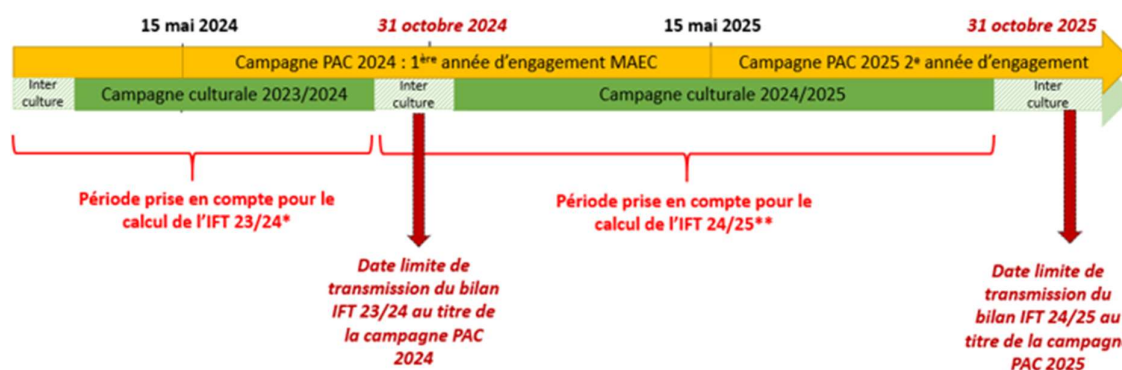 15 mai 2024
31 octobre 2024
15 mai 2025
31 octobre 2025
Campagne PAC 2024 : 1ère année d'engagement MAEC
Campagne PAC 2025 2e année d'engagement
Inter
culture
Campagne culturale 2023/2024
Inter
culture
Campagne culturale 2024/2025
Inter
culture
Période prise en compte pour le
calcul de l'IFT 23/24*
Période prise en compte pour le
calcul de l'IFT 24/25**
Date limite de
transmission du bilan
IFT 23/24 au titre de
la campagne PAC
2024
Date limite de
transmission du
bilan IFT 24/25 au
titre de la campagne
PAC 2025